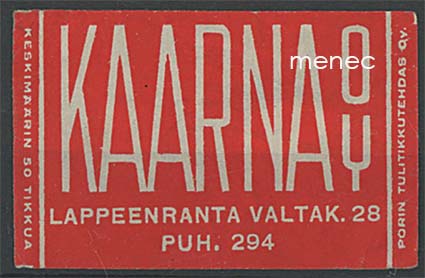 KESKIMÄÄRIN 50 TIKKUA
KAARNA OY
menec
LAPPEENRANTA VALTAK. 28
PUH. 294
PORIN TULITIKKUTEHDAS Oy.